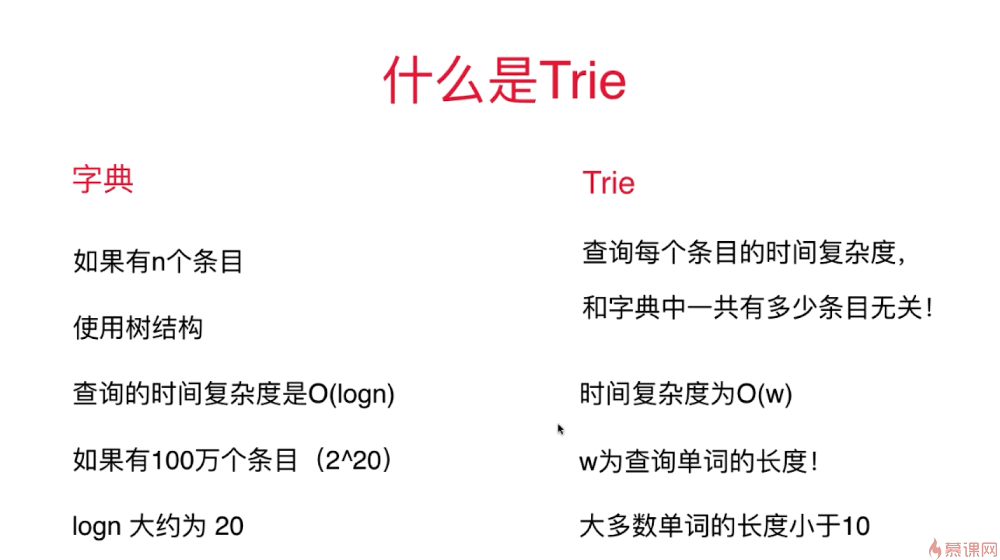 什么是Trie
字典
如果有n个条目
使用树结构
查询的时间复杂度是O(logn)
如果有100万个条目（2^20）
logn 大约为 20
Trie
查询每个条目的时间复杂度，
和字典中一共有多少条目无关！
时间复杂度为O(w)
w为查询单词的长度！
大多数单词的长度小于10
慕课网